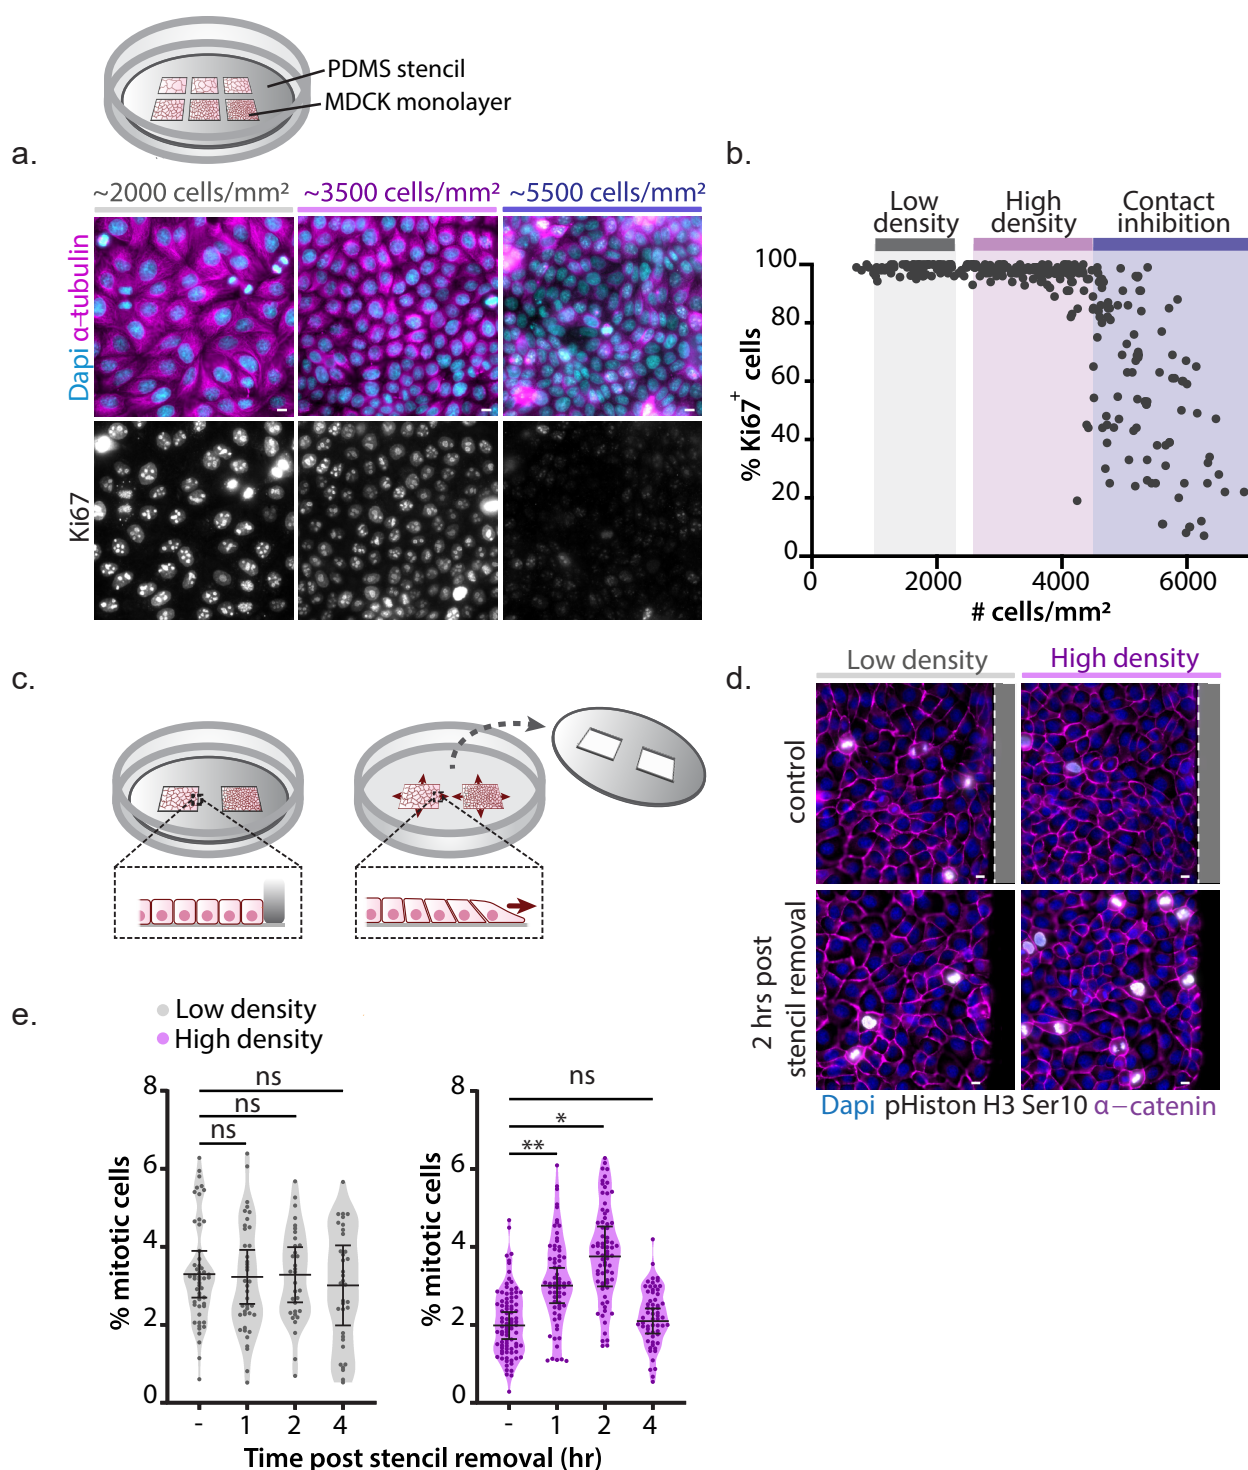 PDMS stencil
MDCK monolayer
a.
~2000 cells/mm²
~3500 cells/mm²
~5500 cells/mm²
Dapi α-tubulin
Ki67
b.
Low density
High density
Contact inhibition
100
80
60
40
20
0
% Ki67⁺ cells
0 2000 4000 6000
# cells/mm²
c.
d.
Low density
High density
control
2 hrs post
stencil removal
Dapi pHiston H3 Ser10 α–catenin
e.
Low density
High density
ns
ns
ns
8
6
4
2
0
% mitotic cells
- 1 2 4
ns
*
**
8
6
4
2
0
% mitotic cells
- 1 2 4
Time post stencil removal (hr)